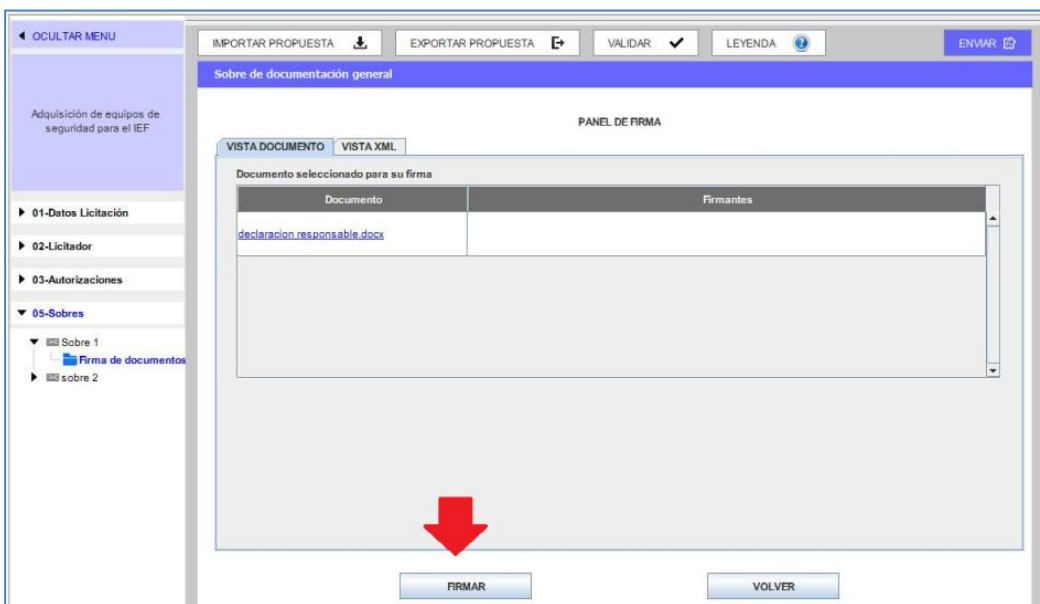 OCULTAR MENU
IMPORTAR PROPUESTA
EXPORTAR PROPUESTA
VALIDAR
LEYENDA
?
ENVIAR
Sobre de documentación general
Adquisición de equipos de
seguridad para el IEF
PANEL DE FIRMA
VISTA DOCUMENTO
VISTA XML
Documento seleccionado para su firma
Documento
Firmantes
declaracion responsable.docx
01-Datos Licitación
02-Licitador
03-Autorizaciones
05-Sobres
Sobre 1
Firma de documentos
sobre 2
FIRMAR
VOLVER